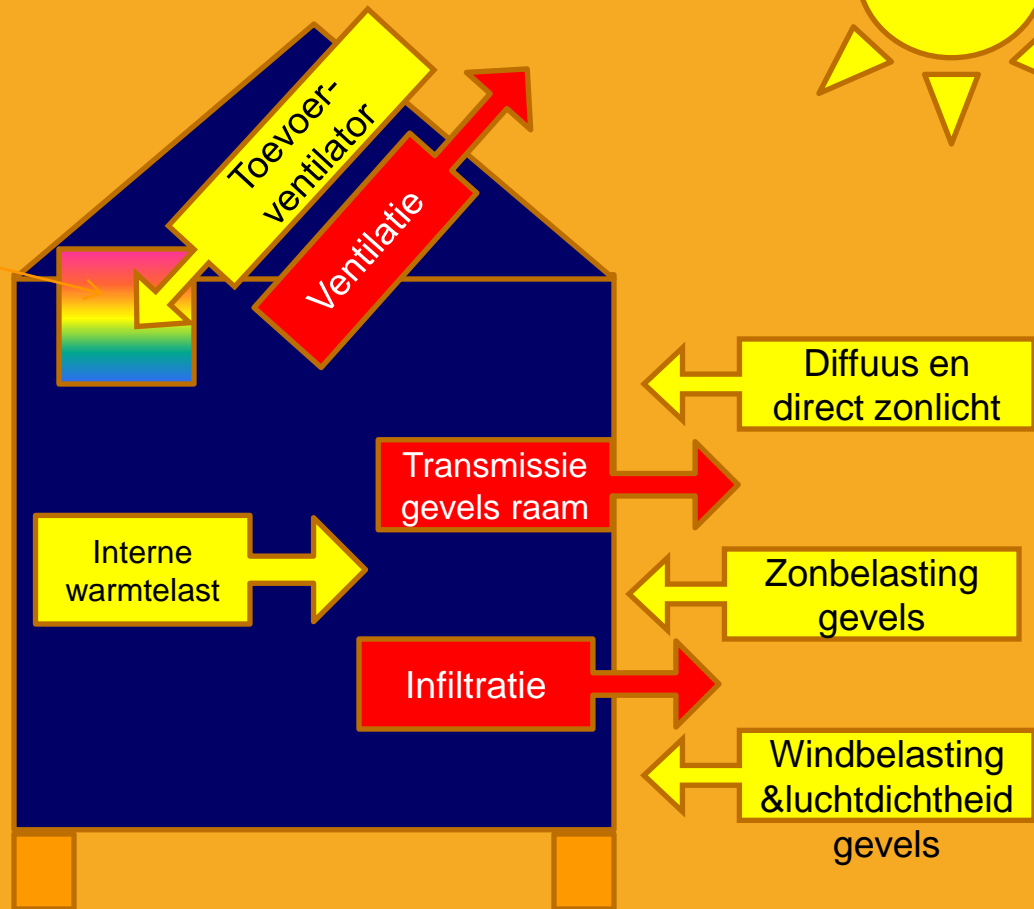 Toevoer-
ventilator
Ventilatie
Diffuus en
direct zonlicht
Transmissie
gevels raam
Interne
warmtelast
Zonbelasting
gevels
Infiltratie
Windbelasting
&luchtdichtheid
gevels